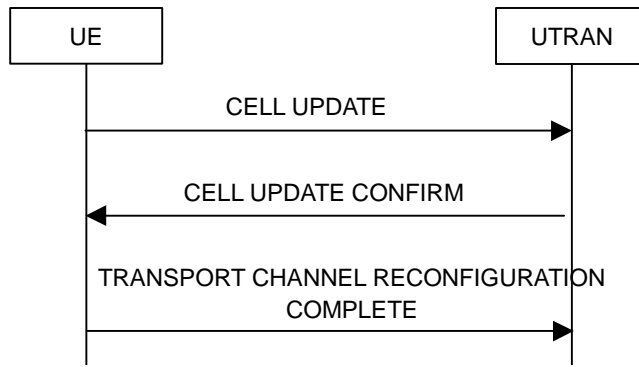 UE
UTRAN
CELL UPDATE
CELL UPDATE CONFIRM
TRANSPORT CHANNEL RECONFIGURATION
COMPLETE